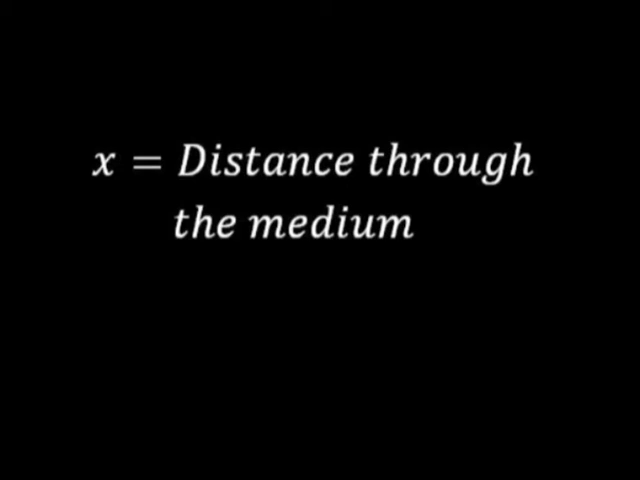 x = Distance through
the medium